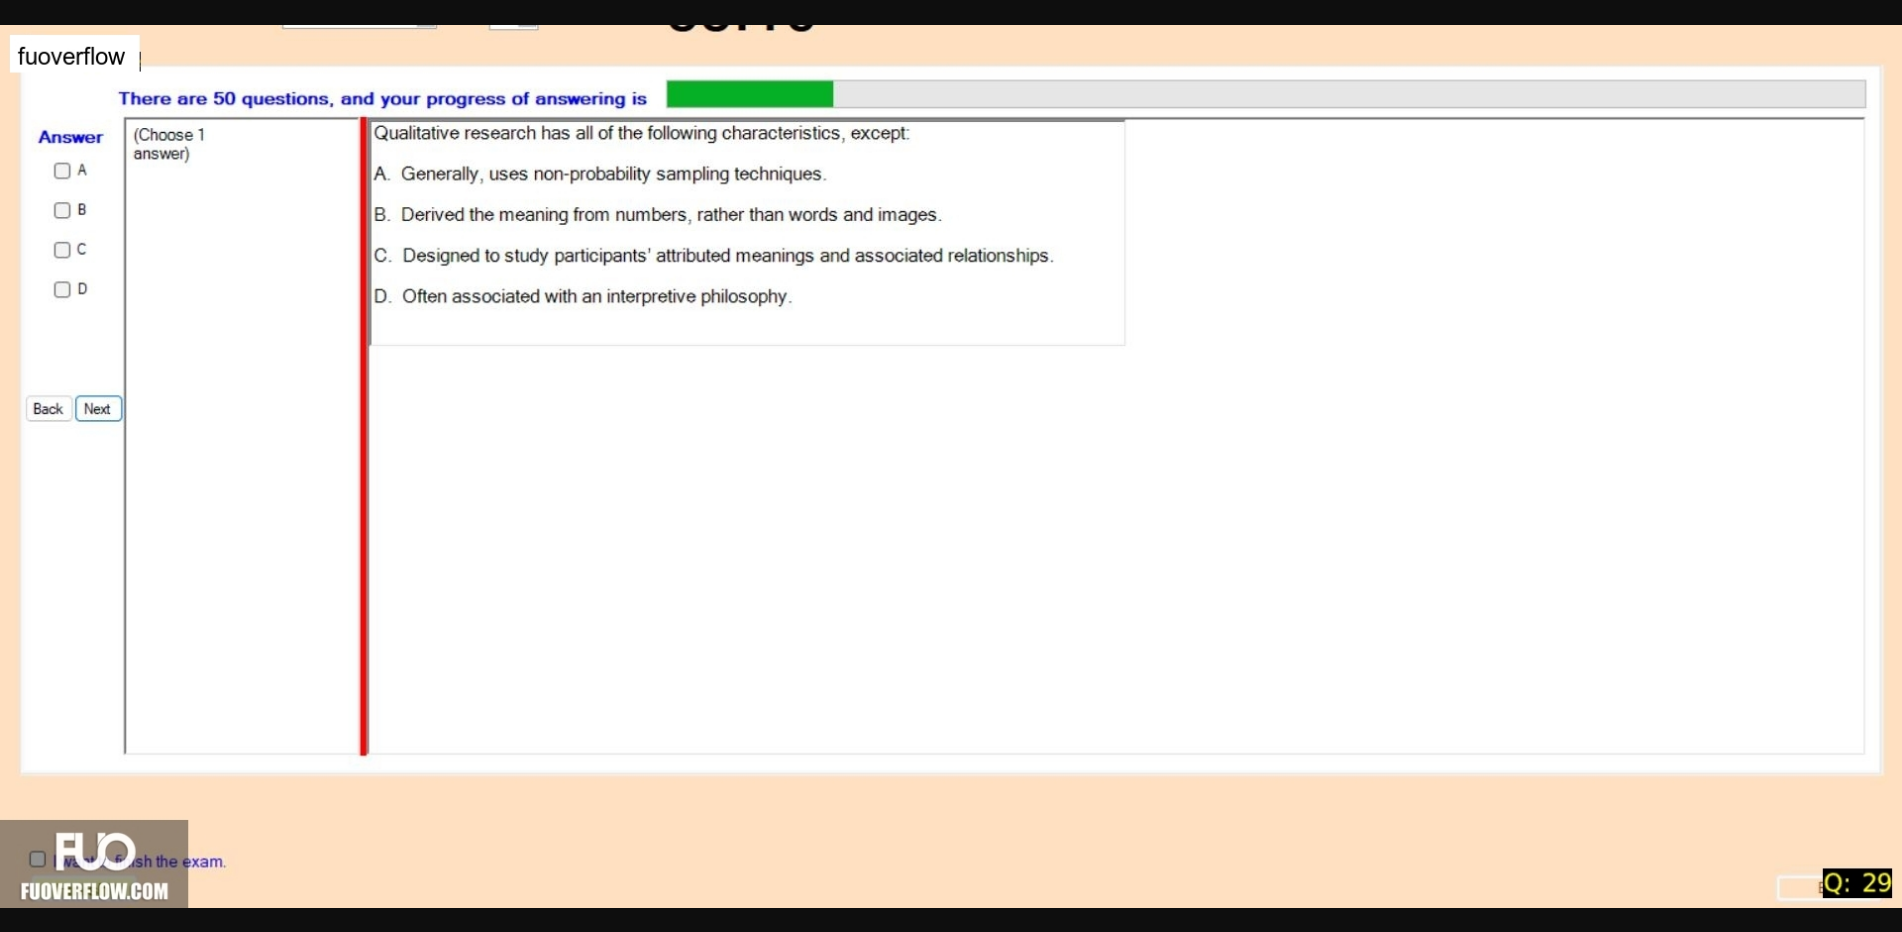 fuoverflow
There are 50 questions, and your progress of answering is
Answer
(Choose 1
answer)
A
B
C
D
Back
Next
Qualitative research has all of the following characteristics, except:
A. Generally, uses non-probability sampling techniques.
B. Derived the meaning from numbers, rather than words and images.
C. Designed to study participants' attributed meanings and associated relationships.
D. Often associated with an interpretive philosophy.
FUO
the exam.
FUOVERFLOW.COM
Q: 29